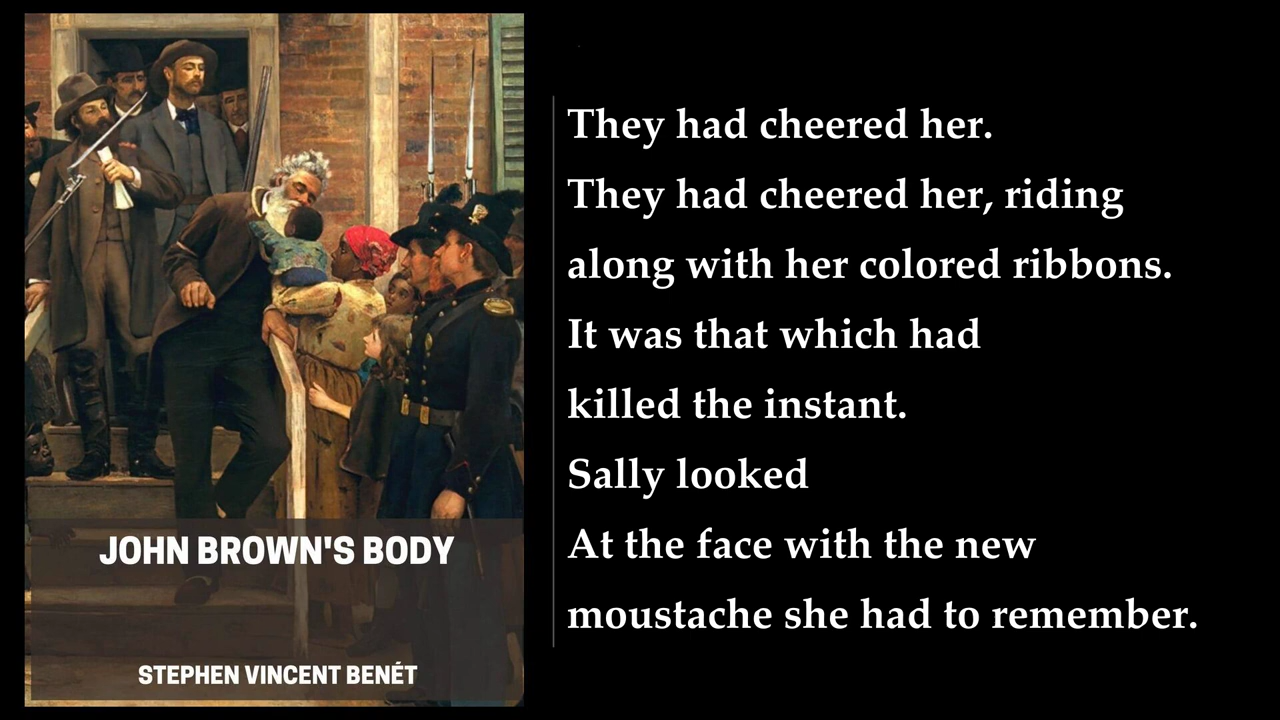 They had cheered her.
They had cheered her, riding
along with her colored ribbons.
It was that which had
killed the instant.
Sally looked
At the face with the new
moustache she had to remember.
JOHN BROWN'S BODY
STEPHEN VINCENT BENÉT